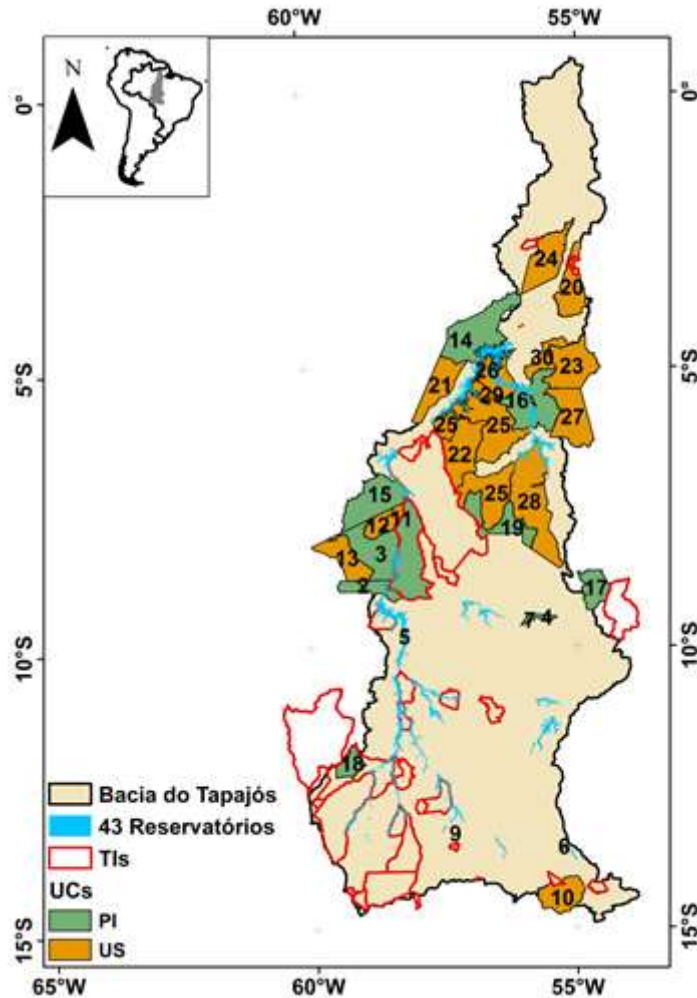 60°W 55°W
N
0° 0°
24
20
14
30
23
5°S 5°S
26
21
29
16
25 25 27
22
15
25 28
11
12 19
13 3
2 17
7 4
5
10°S 10°S
18
Bacia do Tapajós
43 Reservatórios
9
TIs
6
UCs
PI
10
US
15°S 15°S
65°W 60°W 55°W